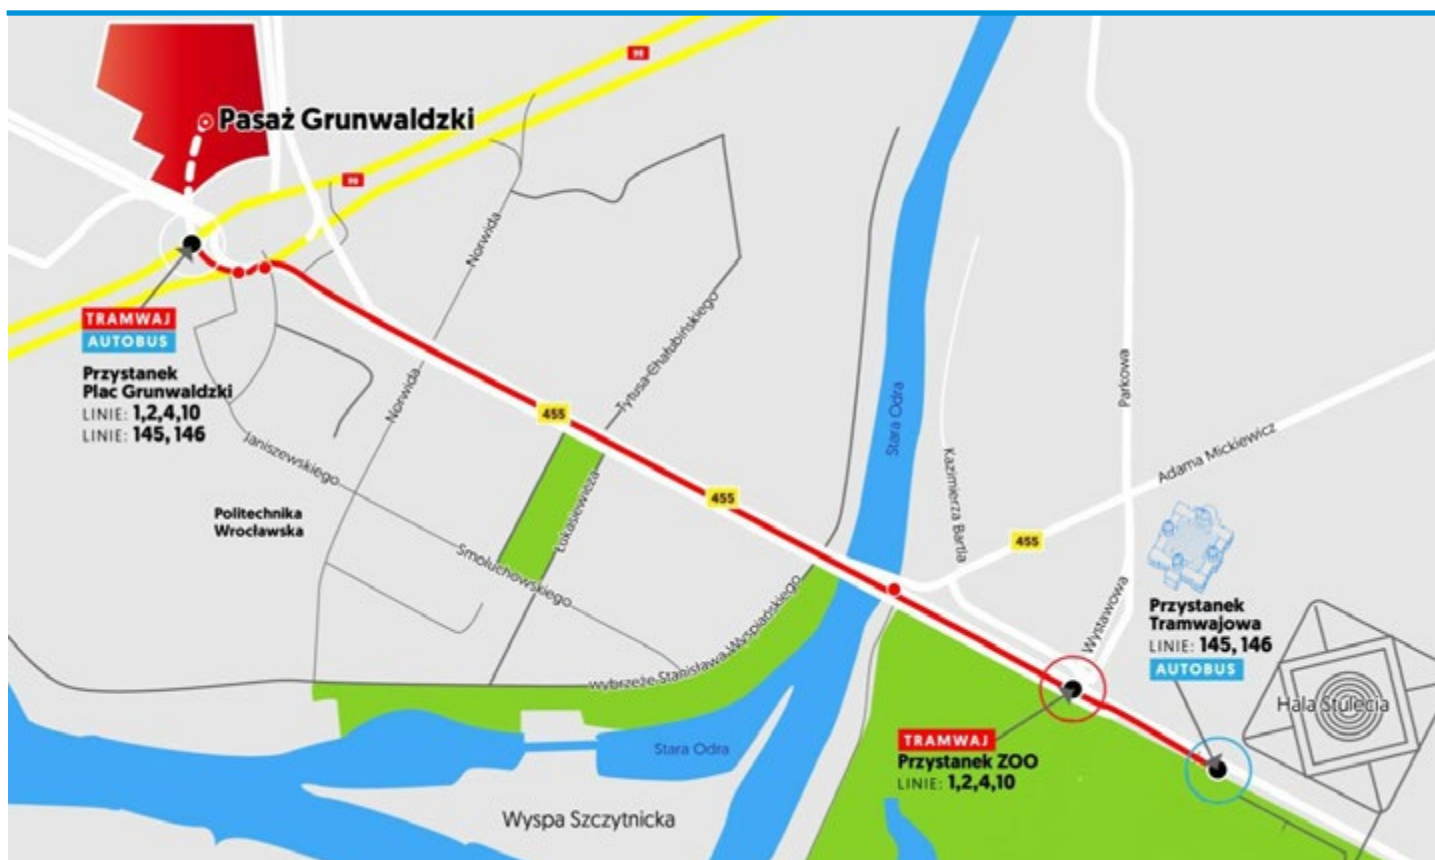 98
Pasaż Grunwaldzki
98
Norwida
TRAMWAJ
AUTOBUS
Przystanek
Plac Grunwaldzki
LINIE: 1,2,4,10
LINIE: 145, 146
Tytusa Chałubińskiego
Norwida
455
Janiszewskiego
Politechnika
Wrocławska
Łukasiewicza
Smoluchowskiego
455
Stara Odra
Parkowa
Kazimierza Bartla
Adama Mickiewicz
455
Wystawowa
Wybrzeże Stanisława Wyspiańskiego
Przystanek
Tramwajowa
LINIE: 145, 146
AUTOBUS
Hala Stulecia
TRAMWAJ
Przystanek ZOO
LINIE: 1,2,4,10
Stara Odra
Wyspa Szczytnicka